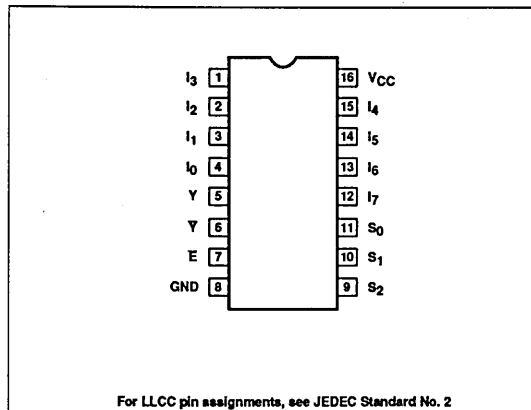 I3 1 16 VCC
I2 2 15 I4
I1 3 14 I5
I0 4 13 I6
Y 5 12 I7
Y̅ 6 11 S0
E̅ 7 10 S1
GND 8 9 S2
For LLCC pin assignments, see JEDEC Standard No. 2